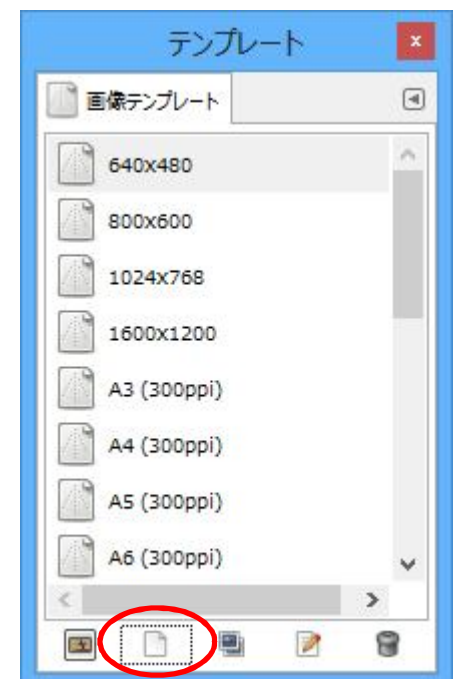 テンプレート
画像テンプレート
640x480
800x600
1024x768
1600x1200
A3 (300ppi)
A4 (300ppi)
A5 (300ppi)
A6 (300ppi)